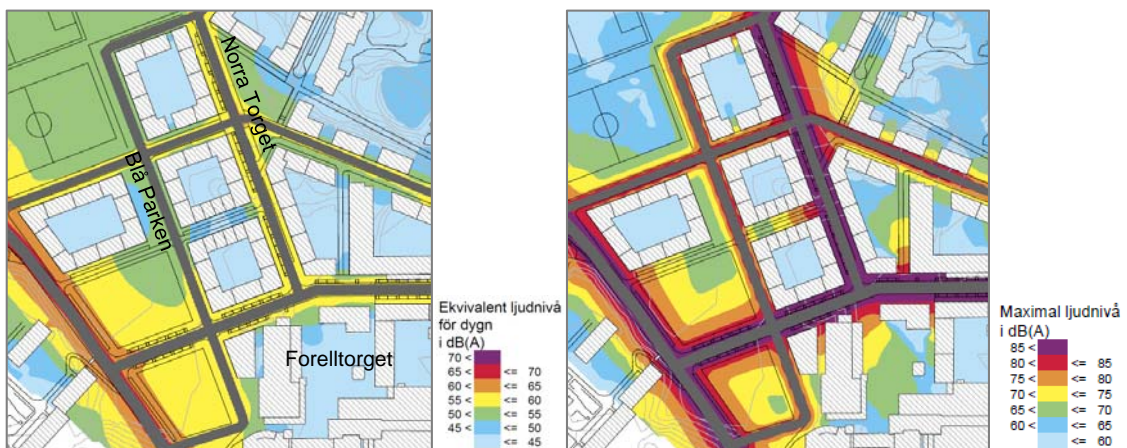 Norra Torget
Blå Parken
Forelltorget
Ekvivalent ljudnivå
för dygn
i dB(A)
70 <
65 < <= 70
60 < <= 65
55 < <= 60
50 < <= 55
45 < <= 50
<= 45
Maximal ljudnivå
i dB(A)
85 <
80 < <= 85
75 < <= 80
70 < <= 75
65 < <= 70
60 < <= 65
<= 60